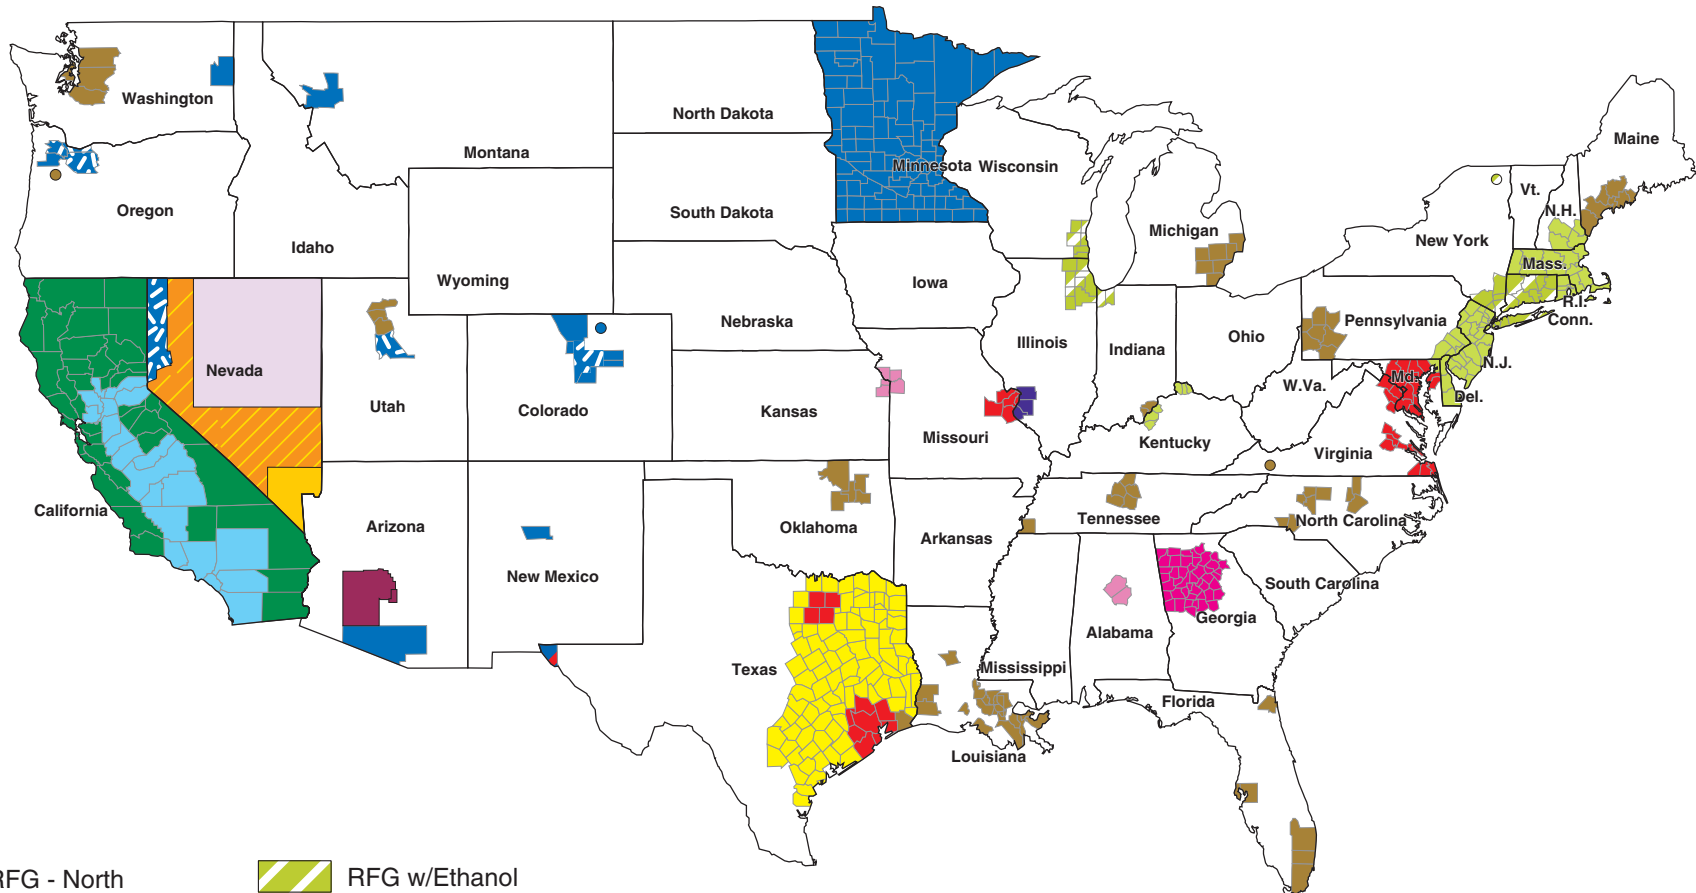 Washington
Montana
North Dakota
Minnesota
Wisconsin
Maine
Vt.
N.H.
Oregon
Idaho
South Dakota
Michigan
New York
Mass.
Wyoming
Iowa
R.I.
Conn.
Nebraska
Illinois
Indiana
Ohio
Pennsylvania
N.J.
Nevada
Utah
Colorado
Kansas
Missouri
Kentucky
W.Va.
Md.
Del.
Virginia
California
Arizona
New Mexico
Oklahoma
Arkansas
Tennessee
North Carolina
South Carolina
Texas
Mississippi
Alabama
Georgia
Louisiana
Florida
RFG - North
RFG w/Ethanol